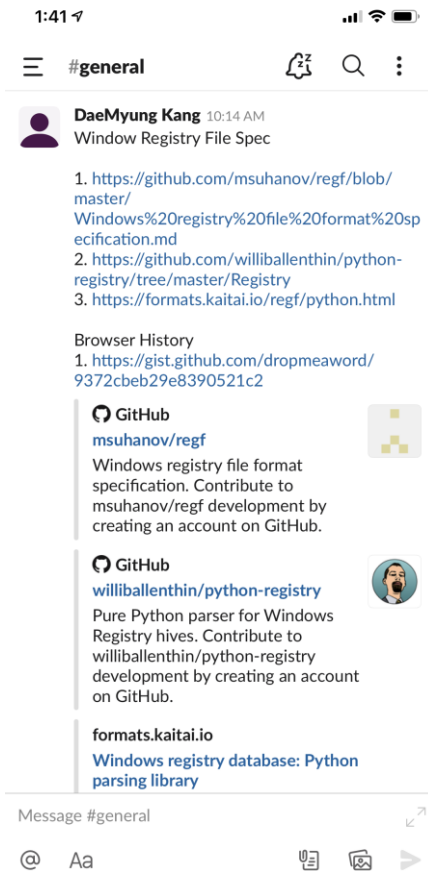 1:41
#general
DaeMyung Kang 10:14 AM
Window Registry File Spec
1. https://github.com/msuhanov/regf/blob/
master/
Windows%20registry%20file%20format%20sp
ecification.md
2. https://github.com/williballenthin/python-
registry/tree/master/Registry
3. https://formats.kaitai.io/regf/python.html
Browser History
1. https://gist.github.com/dropmeaword/
9372cbeb29e8390521c2
GitHub
msuhanov/regf
Windows registry file format
specification. Contribute to
msuhanov/regf development by
creating an account on GitHub.
GitHub
williballenthin/python-registry
Pure Python parser for Windows
Registry hives. Contribute to
williballenthin/python-registry
development by creating an account
on GitHub.
formats.kaitai.io
Windows registry database: Python
parsing library
Message #general
@ Aa